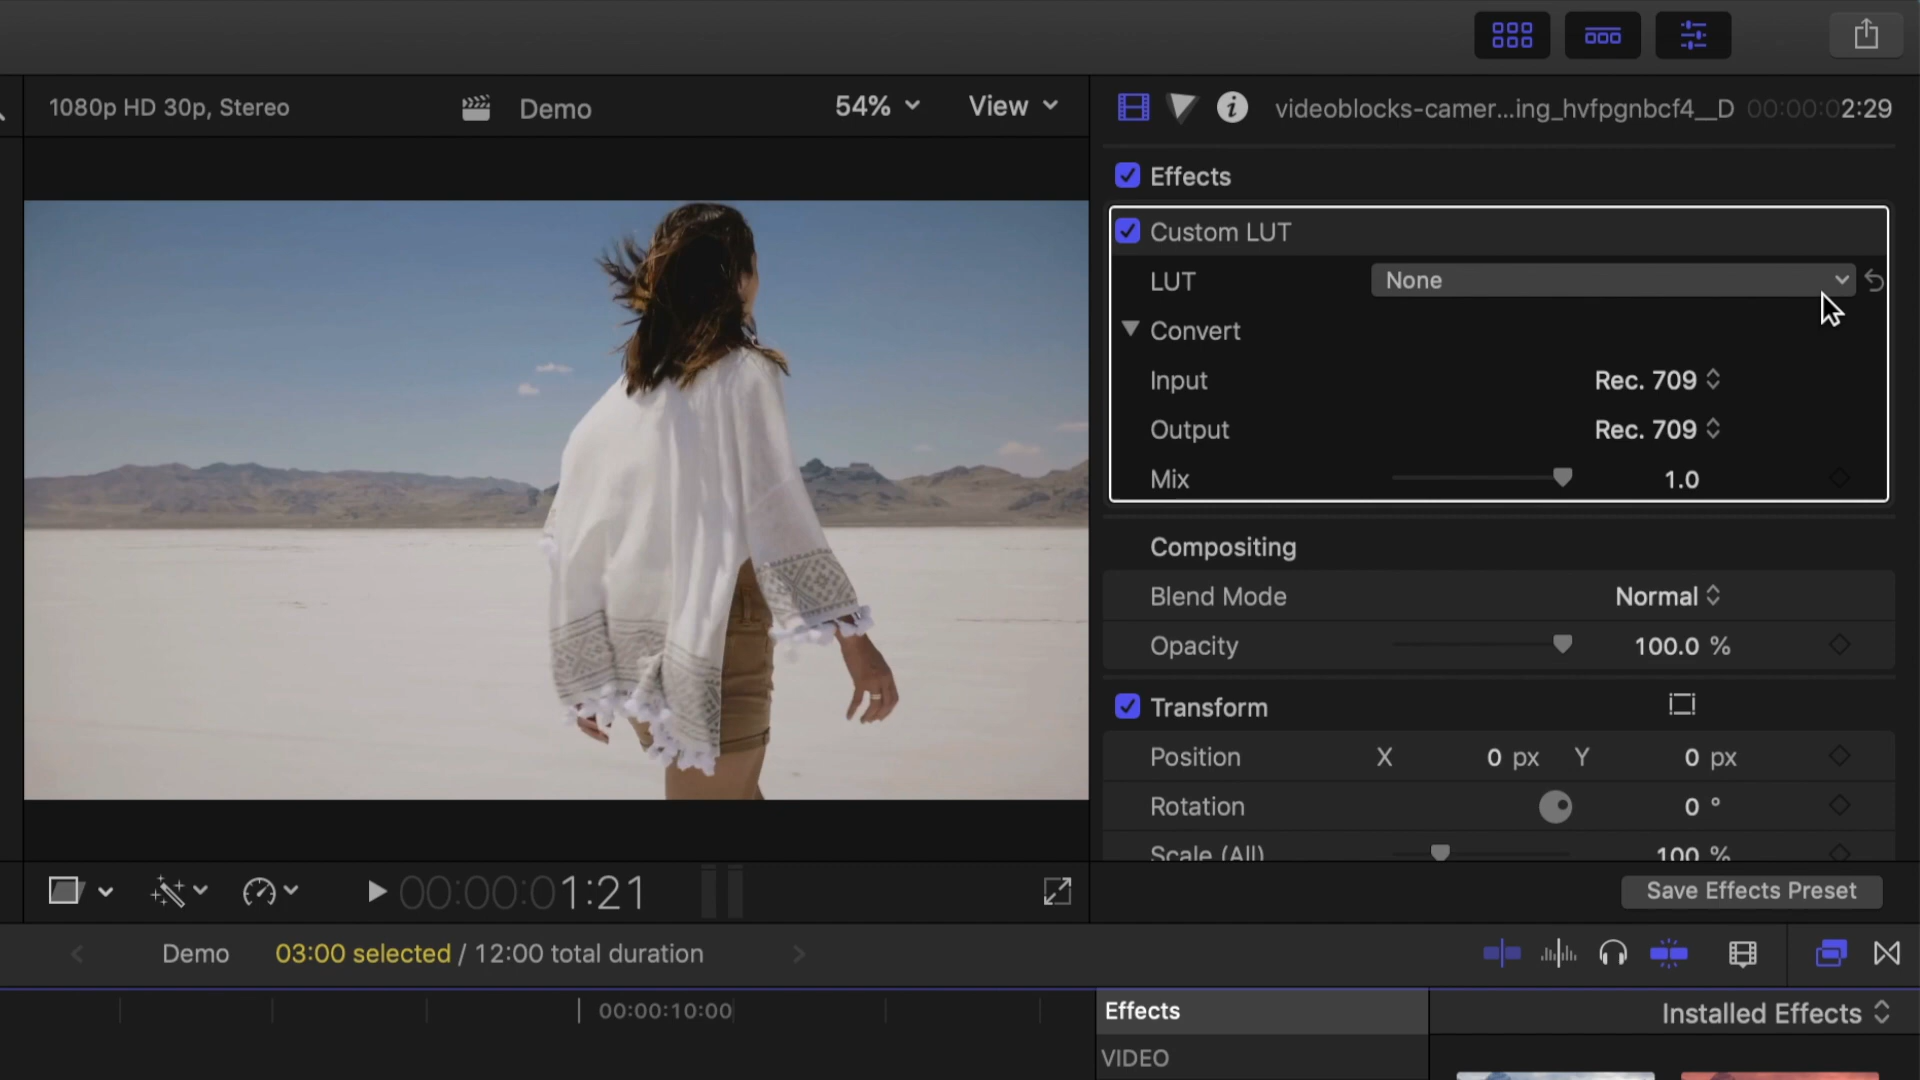 1080p HD 30p, Stereo
Demo
54%
View
videoblocks-camer...ing_hvfpgnbcf4__D
00:00:02:29
Effects
Custom LUT
LUT
None
Convert
Input
Rec. 709
Output
Rec. 709
Mix
1.0
Compositing
Blend Mode
Normal
Opacity
100.0 %
Transform
Position
X
0 px
Y
0 px
Rotation
0 °
Scale (All)
100 %
00:00:01:21
Save Effects Preset
Demo
03:00 selected / 12:00 total duration
00:00:10:00
Effects
Installed Effects
VIDEO